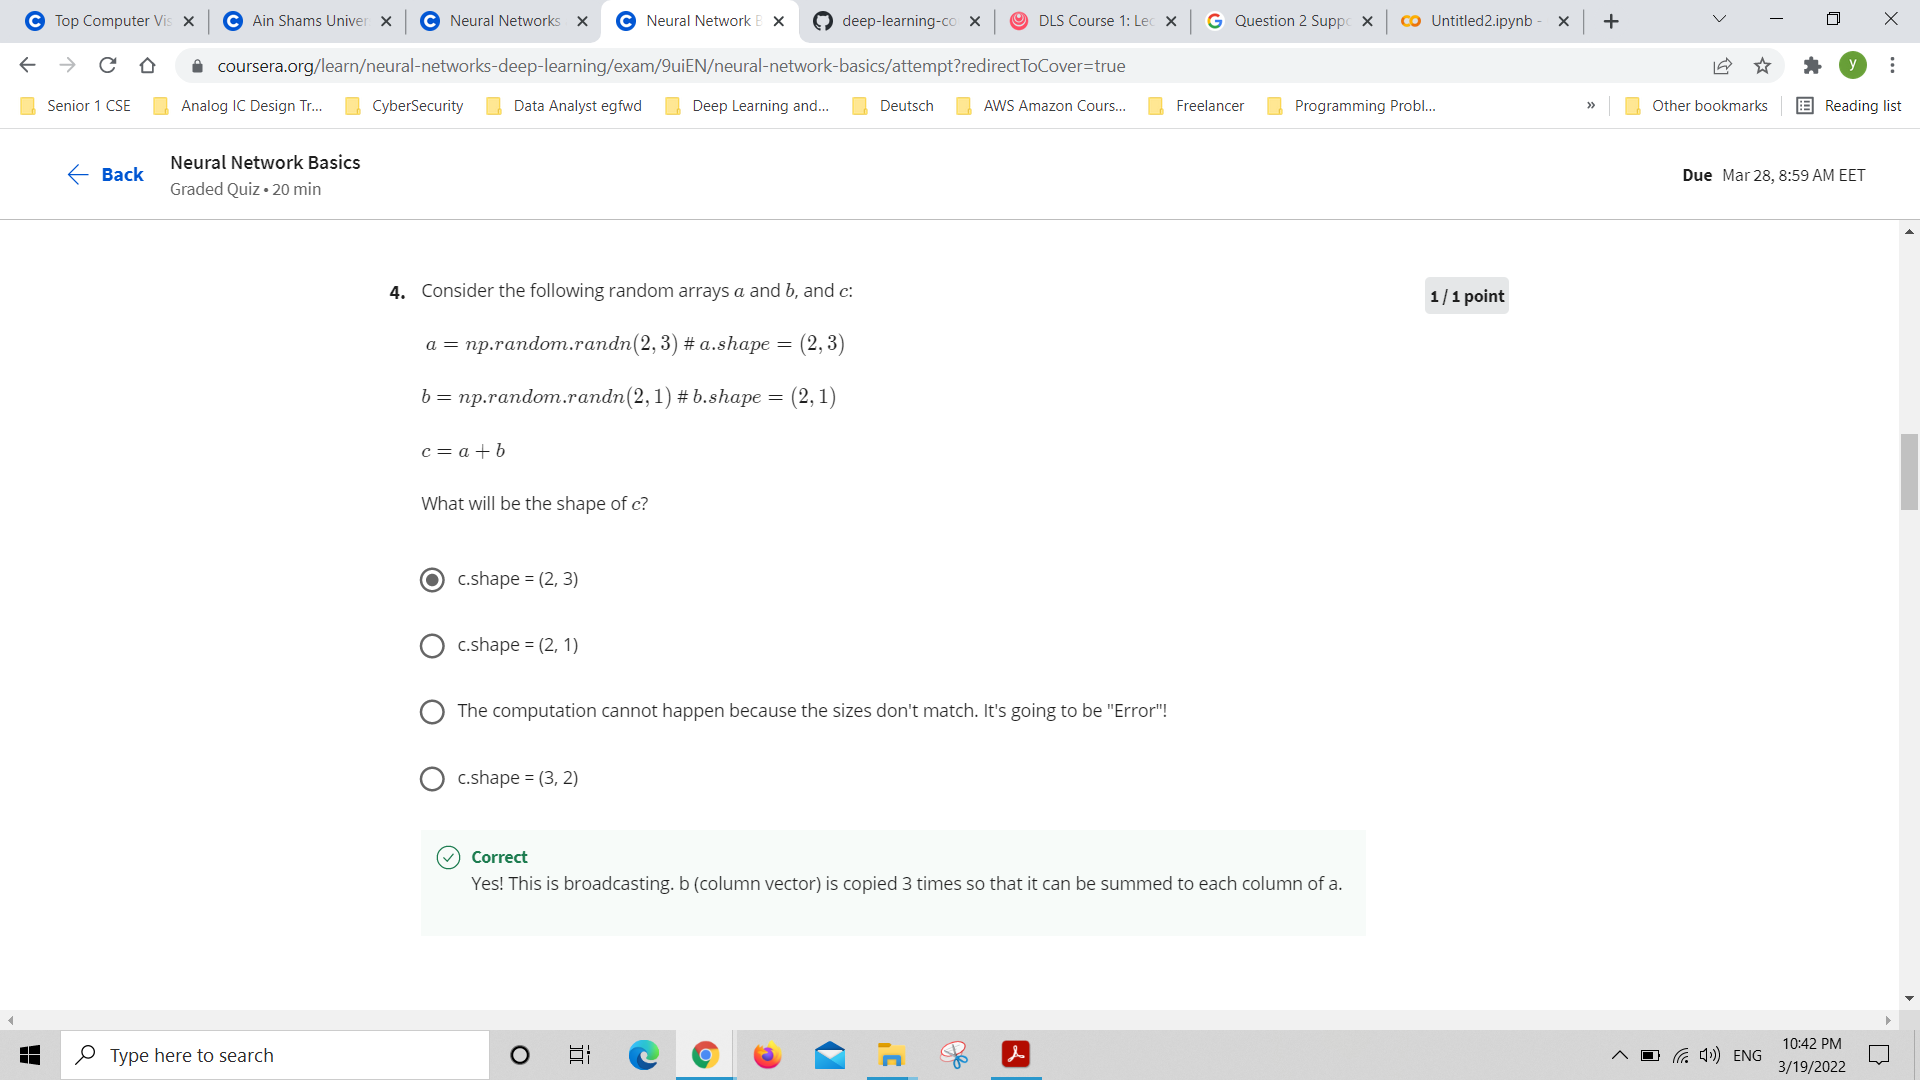 Top Computer Vis
Ain Shams Univer
Neural Networks
Neural Network B
deep-learning-co
DLS Course 1: Lec
Question 2 Suppo
Untitled2.ipynb -
coursera.org/learn/neural-networks-deep-learning/exam/9uiEN/neural-network-basics/attempt?redirectToCover=true
y
Senior 1 CSE
Analog IC Design Tr...
CyberSecurity
Data Analyst egfwd
Deep Learning and...
Deutsch
AWS Amazon Cours...
Freelancer
Programming Probl...
»
Other bookmarks
Reading list
Back
Neural Network Basics
Graded Quiz • 20 min
Due Mar 28, 8:59 AM EET
4. Consider the following random arrays a and b, and c:
1 / 1 point
a = np.random.randn(2, 3) # a.shape = (2, 3)
b = np.random.randn(2, 1) # b.shape = (2, 1)
c = a + b
What will be the shape of c?
c.shape = (2, 3)
c.shape = (2, 1)
The computation cannot happen because the sizes don't match. It's going to be "Error"!
c.shape = (3, 2)
Correct
Yes! This is broadcasting. b (column vector) is copied 3 times so that it can be summed to each column of a.
Type here to search
ENG
10:42 PM
3/19/2022